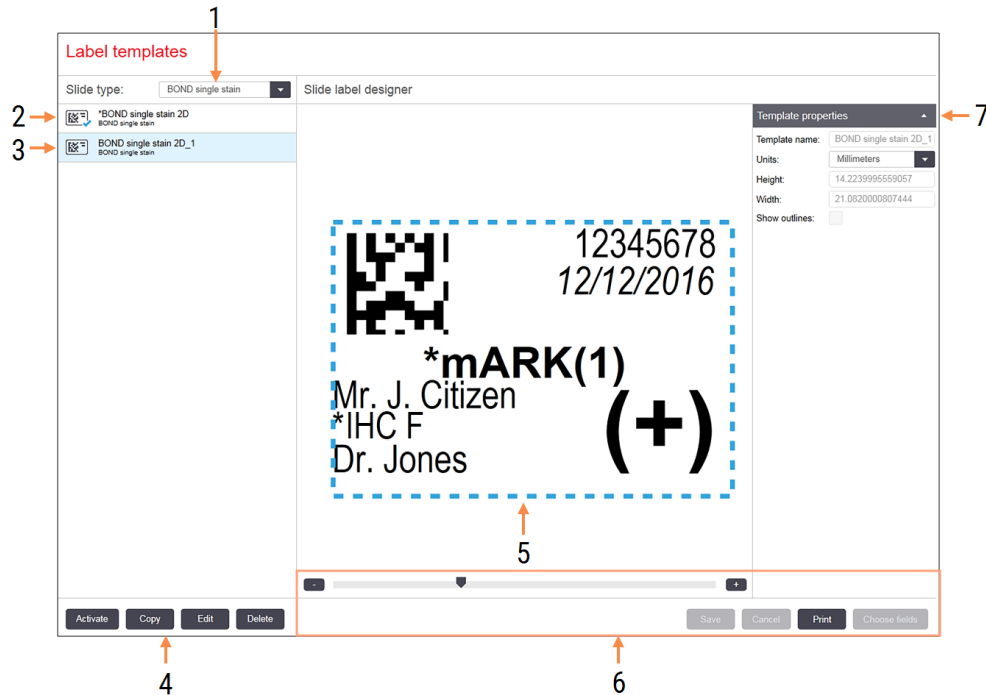 1
Label templates
Slide type: BOND single stain
Slide label designer
2
*BOND single stain 2D
BOND single stain
3
BOND single stain 2D_1
BOND single stain
Template properties
7
Template name: BOND single stain 2D_1
Units: Millimeters
Height: 14.2239995559057
Width: 21.0820000807444
Show outlines:
12345678
12/12/2016
*mARK(1)
Mr. J. Citizen
*IHC F
Dr. Jones
(+)
5
- +
Activate Copy Edit Delete
Save Cancel Print Choose fields
4
6